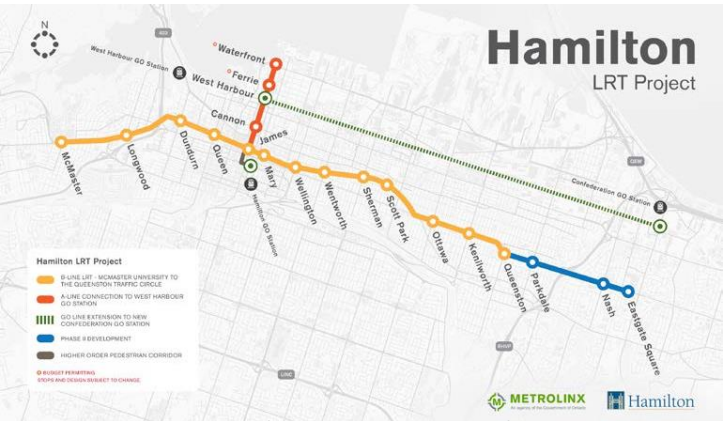 Hamilton
LRT Project
N
West Harbour GO Station
Waterfront
Ferrie
West Harbour
Cannon
James
McMaster
Longwood
Dundurn
Queen
Mary
Wellington
Wentworth
Sherman
Scott Park
Ottawa
Kenilworth
Queenston
Parkdale
Nash
Eastgate Square
Hamilton GO Station
Confederation GO Station
QEW
LINC
Hamilton LRT Project
B-LINE LRT - MCMASTER UNIVERSITY TO
THE QUEENSTON TRAFFIC CIRCLE
A-LINE CONNECTION TO WEST HARBOUR
GO STATION
GO LINE EXTENSION TO NEW
CONFEDERATION GO STATION
PHASE II DEVELOPMENT
HIGHER ORDER PEDESTRIAN CORRIDOR
BUDGET PERMITTING
STOPS AND DESIGN SUBJECT TO CHANGE
METROLINX
An agency of the Government of Ontario
Hamilton